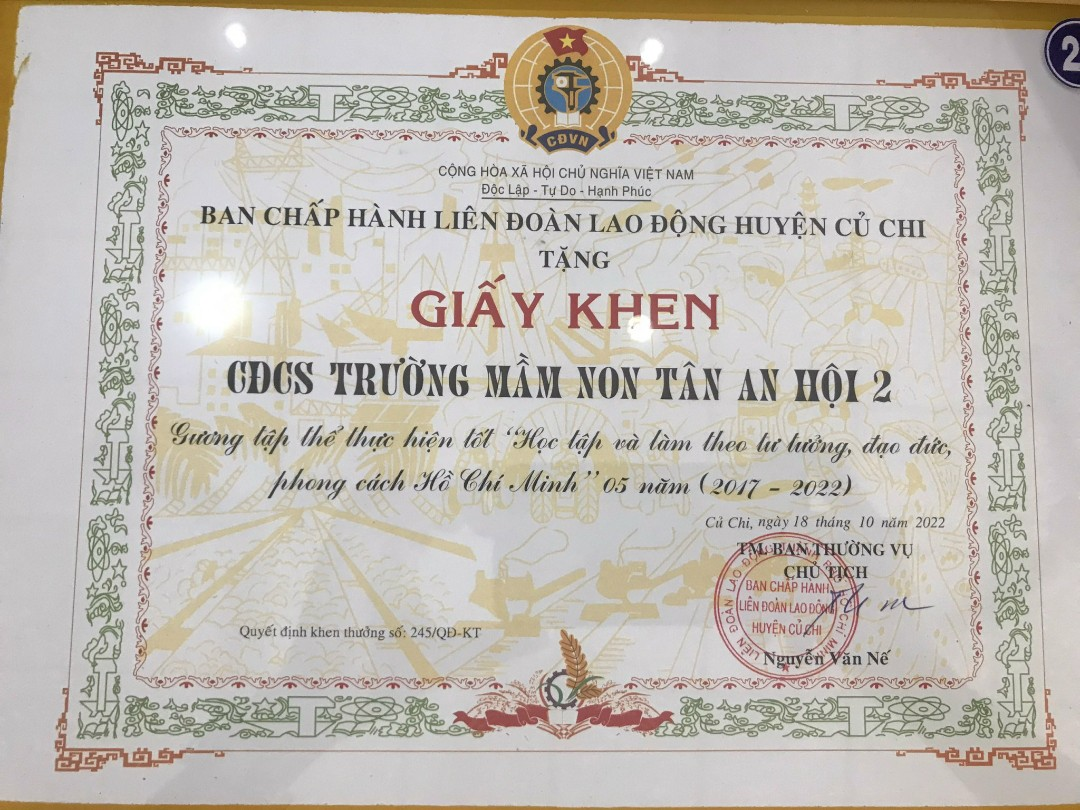 2
CĐVN
CỘNG HÒA XÃ HỘI CHỦ NGHĨA VIỆT NAM
Độc Lập - Tự Do - Hạnh Phúc
BAN CHẤP HÀNH LIÊN ĐOÀN LAO ĐỘNG HUYỆN CỦ CHI
TẶNG
GIẤY KHEN
CĐCS TRƯỜNG MẦM NON TÂN AN HỘI 2
Gương tập thể thực hiện tốt "Học tập và làm theo tư tưởng, đạo đức,
phong cách Hồ Chí Minh" 05 năm (2017 - 2022)
Củ Chi, ngày 18 tháng 10 năm 2022
TM. BAN THƯỜNG VỤ
CHỦ TỊCH
BAN CHẤP HÀNH
LIÊN ĐOÀN LAO ĐỘNG
HUYỆN CỦ CHI
Quyết định khen thưởng số: 245/QĐ-KT
Nguyễn Văn Nế